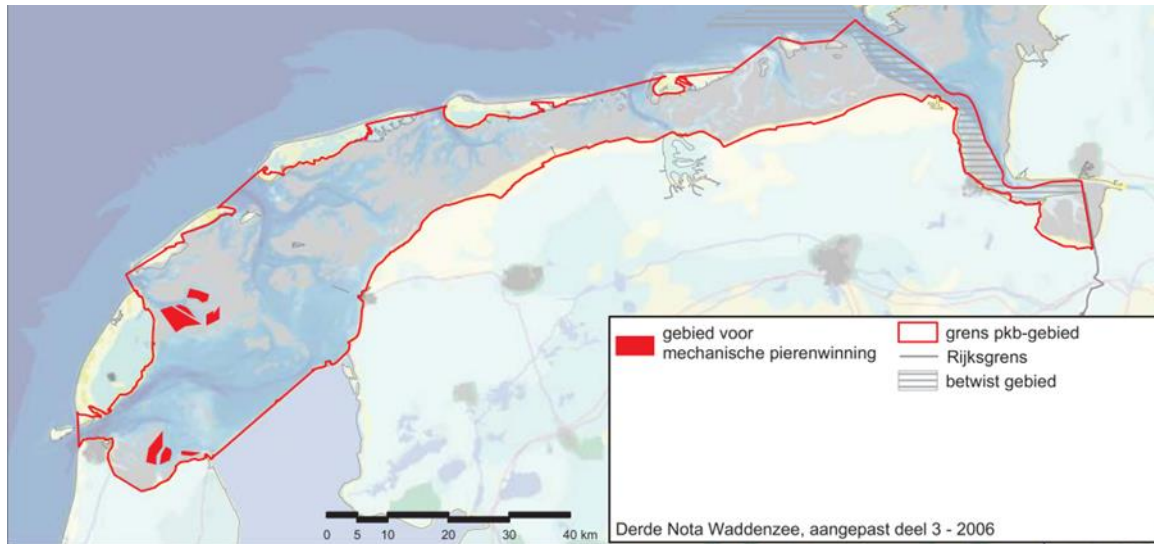 gebied voor
mechanische pierenwinning
grens pkb-gebied
Rijksgrens
betwist gebied
0 5 10 20 30 40 km
Derde Nota Waddenzee, aangepast deel 3 - 2006